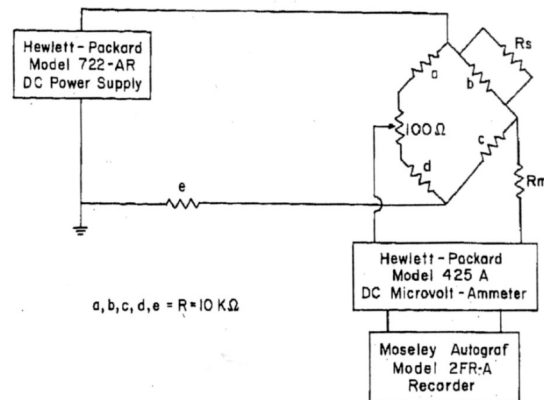 Hewlett-Packard
Model 722-AR
DC Power Supply
a
b
Rs
100Ω
c
d
e
Rm
a,b,c,d,e = R = 10 KΩ
Hewlett-Packard
Model 425 A
DC Microvolt-Ammeter
Moseley Autograf
Model 2FR-A
Recorder